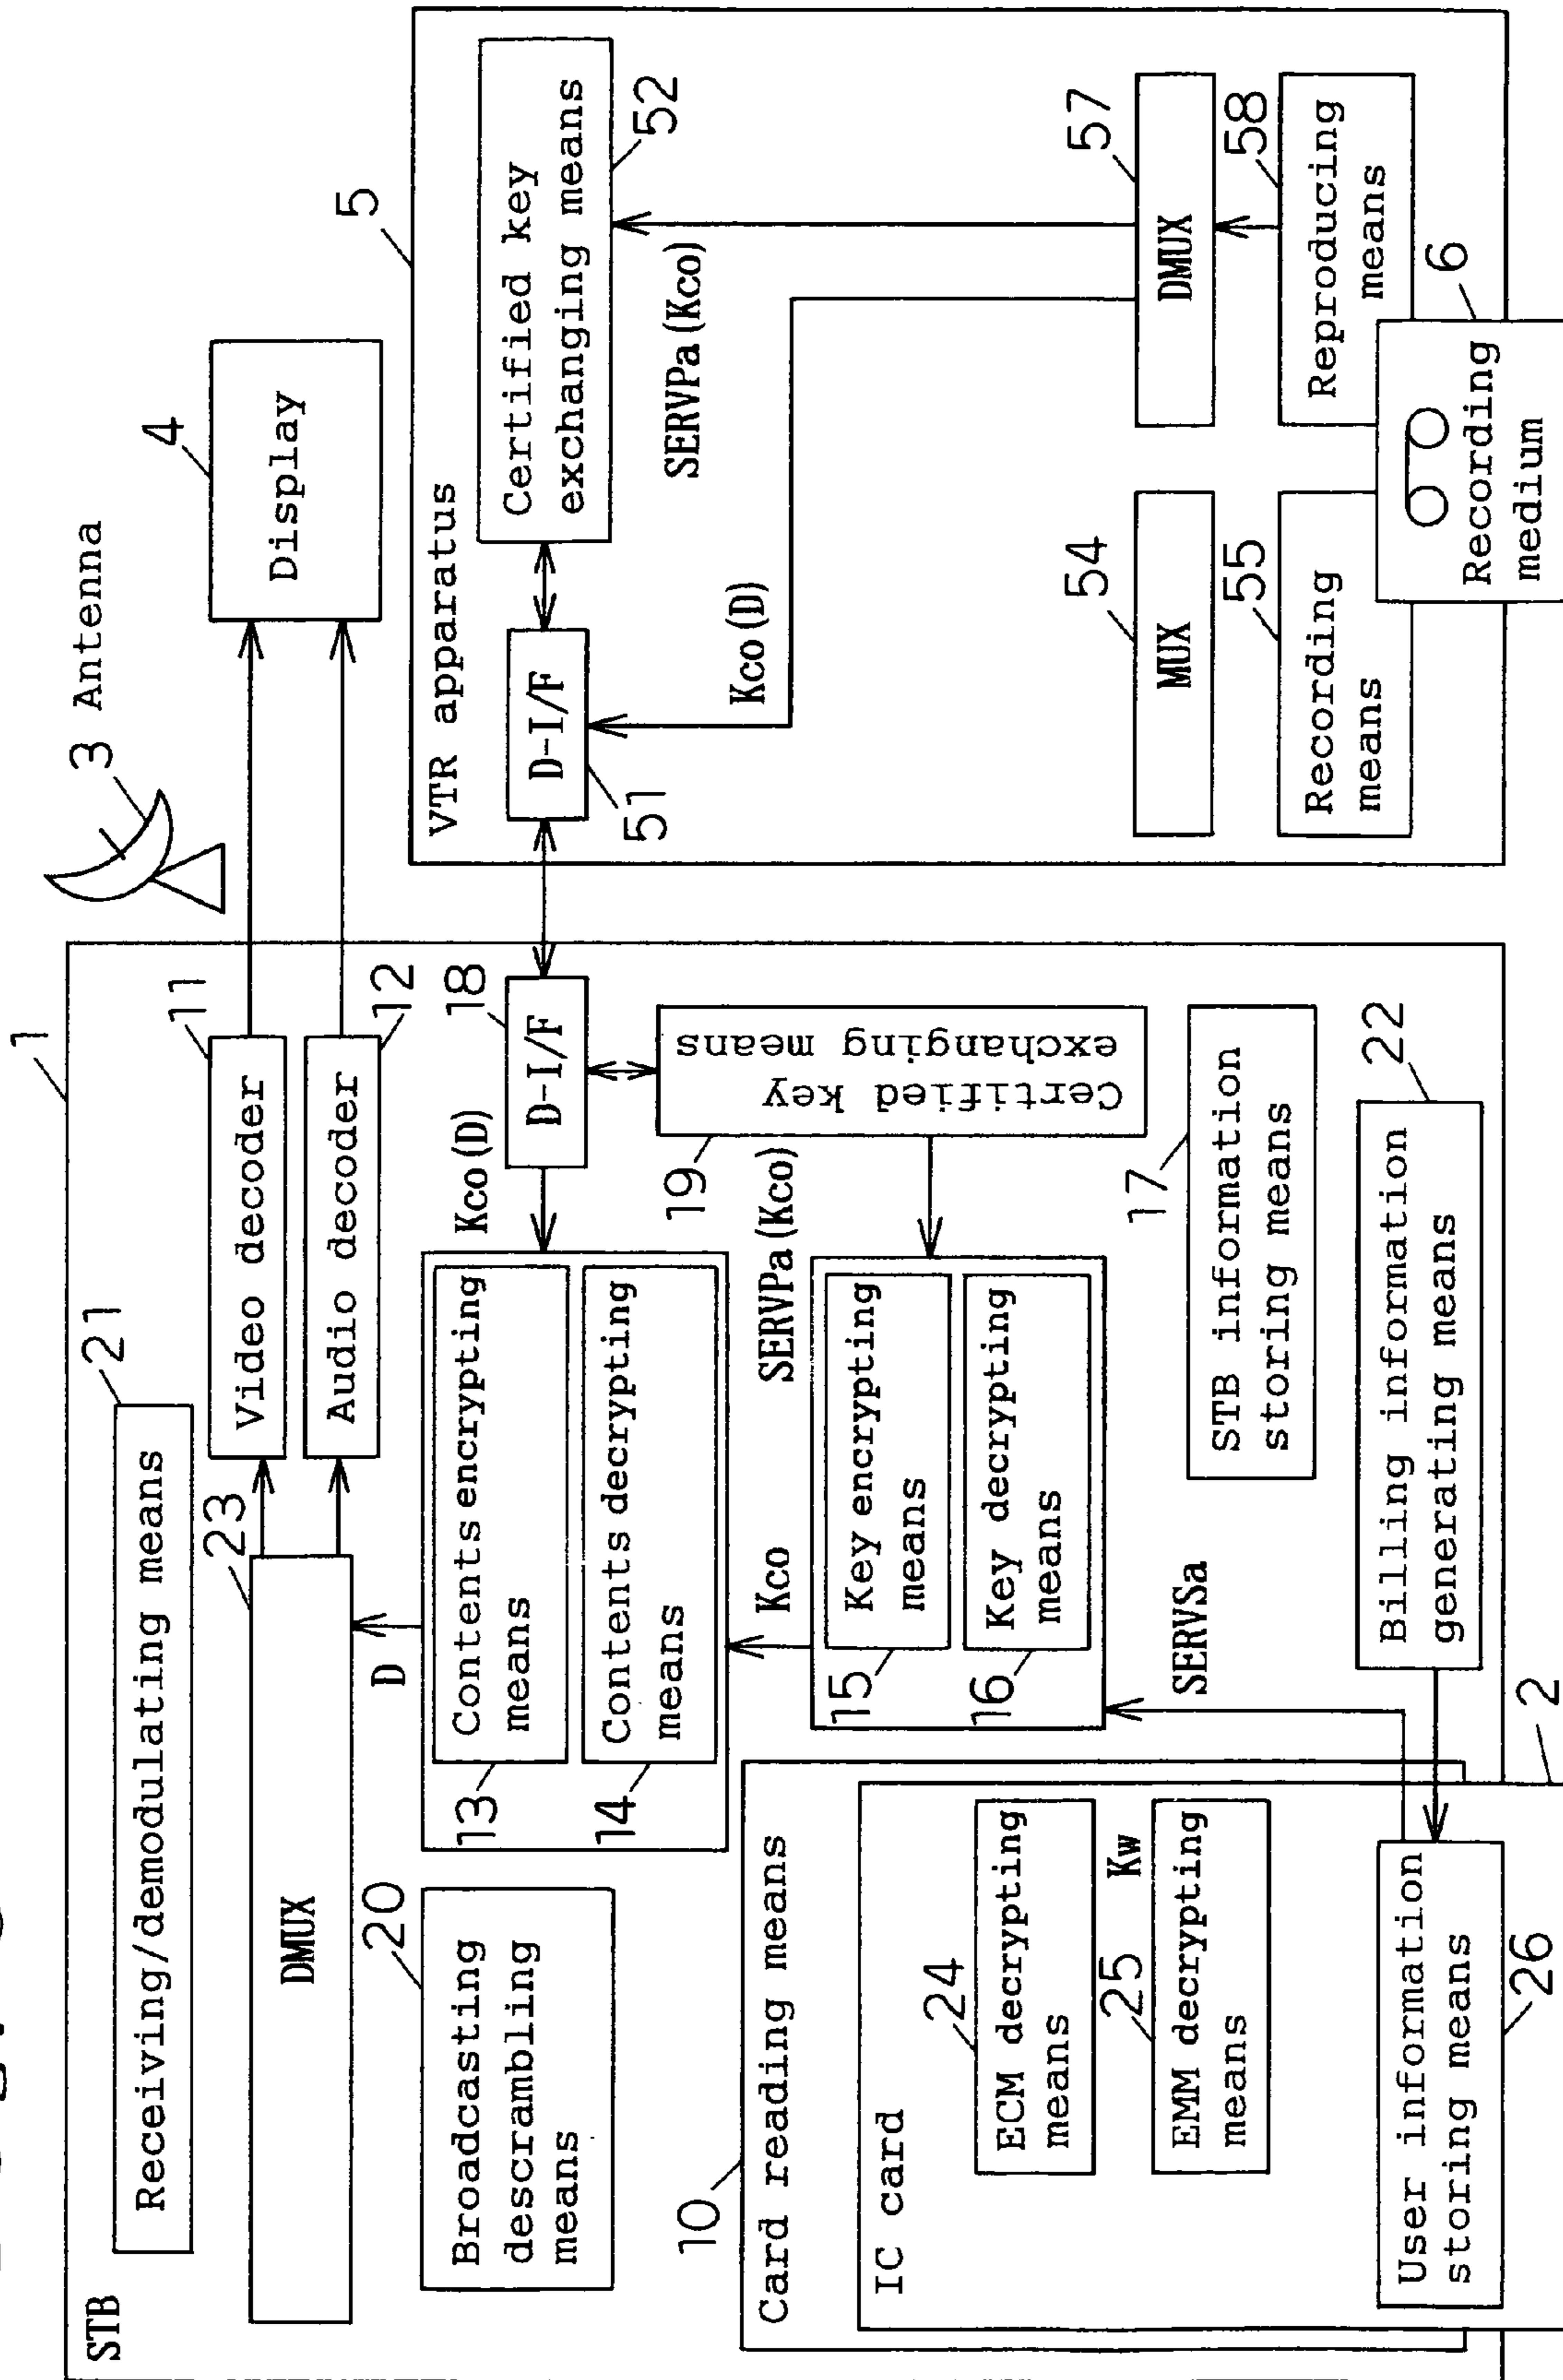 STB
1
Receiving/demodulating means
21
DMUX
23
Video decoder
11
Audio decoder
12
3
Antenna
Display
4
Broadcasting
descrambling
means
20
D
Contents encrypting
means
13
Contents decrypting
means
14
Kco(D)
D-I/F
18
Certified key
exchanging means
19
SERVPa(Kco)
Kco
Key encrypting
means
15
Key decrypting
means
16
SERVSa
STB information
storing means
17
Billing information
generating means
22
Card reading means
10
IC card
2
ECM decrypting
means
24
Kw
EMM decrypting
means
25
User information
storing means
26
VTR apparatus
5
D-I/F
51
Certified key
exchanging means
52
SERVPa(Kco)
Kco(D)
MUX
54
DMUX
57
Recording
means
55
Reproducing
means
58
Recording
medium
6